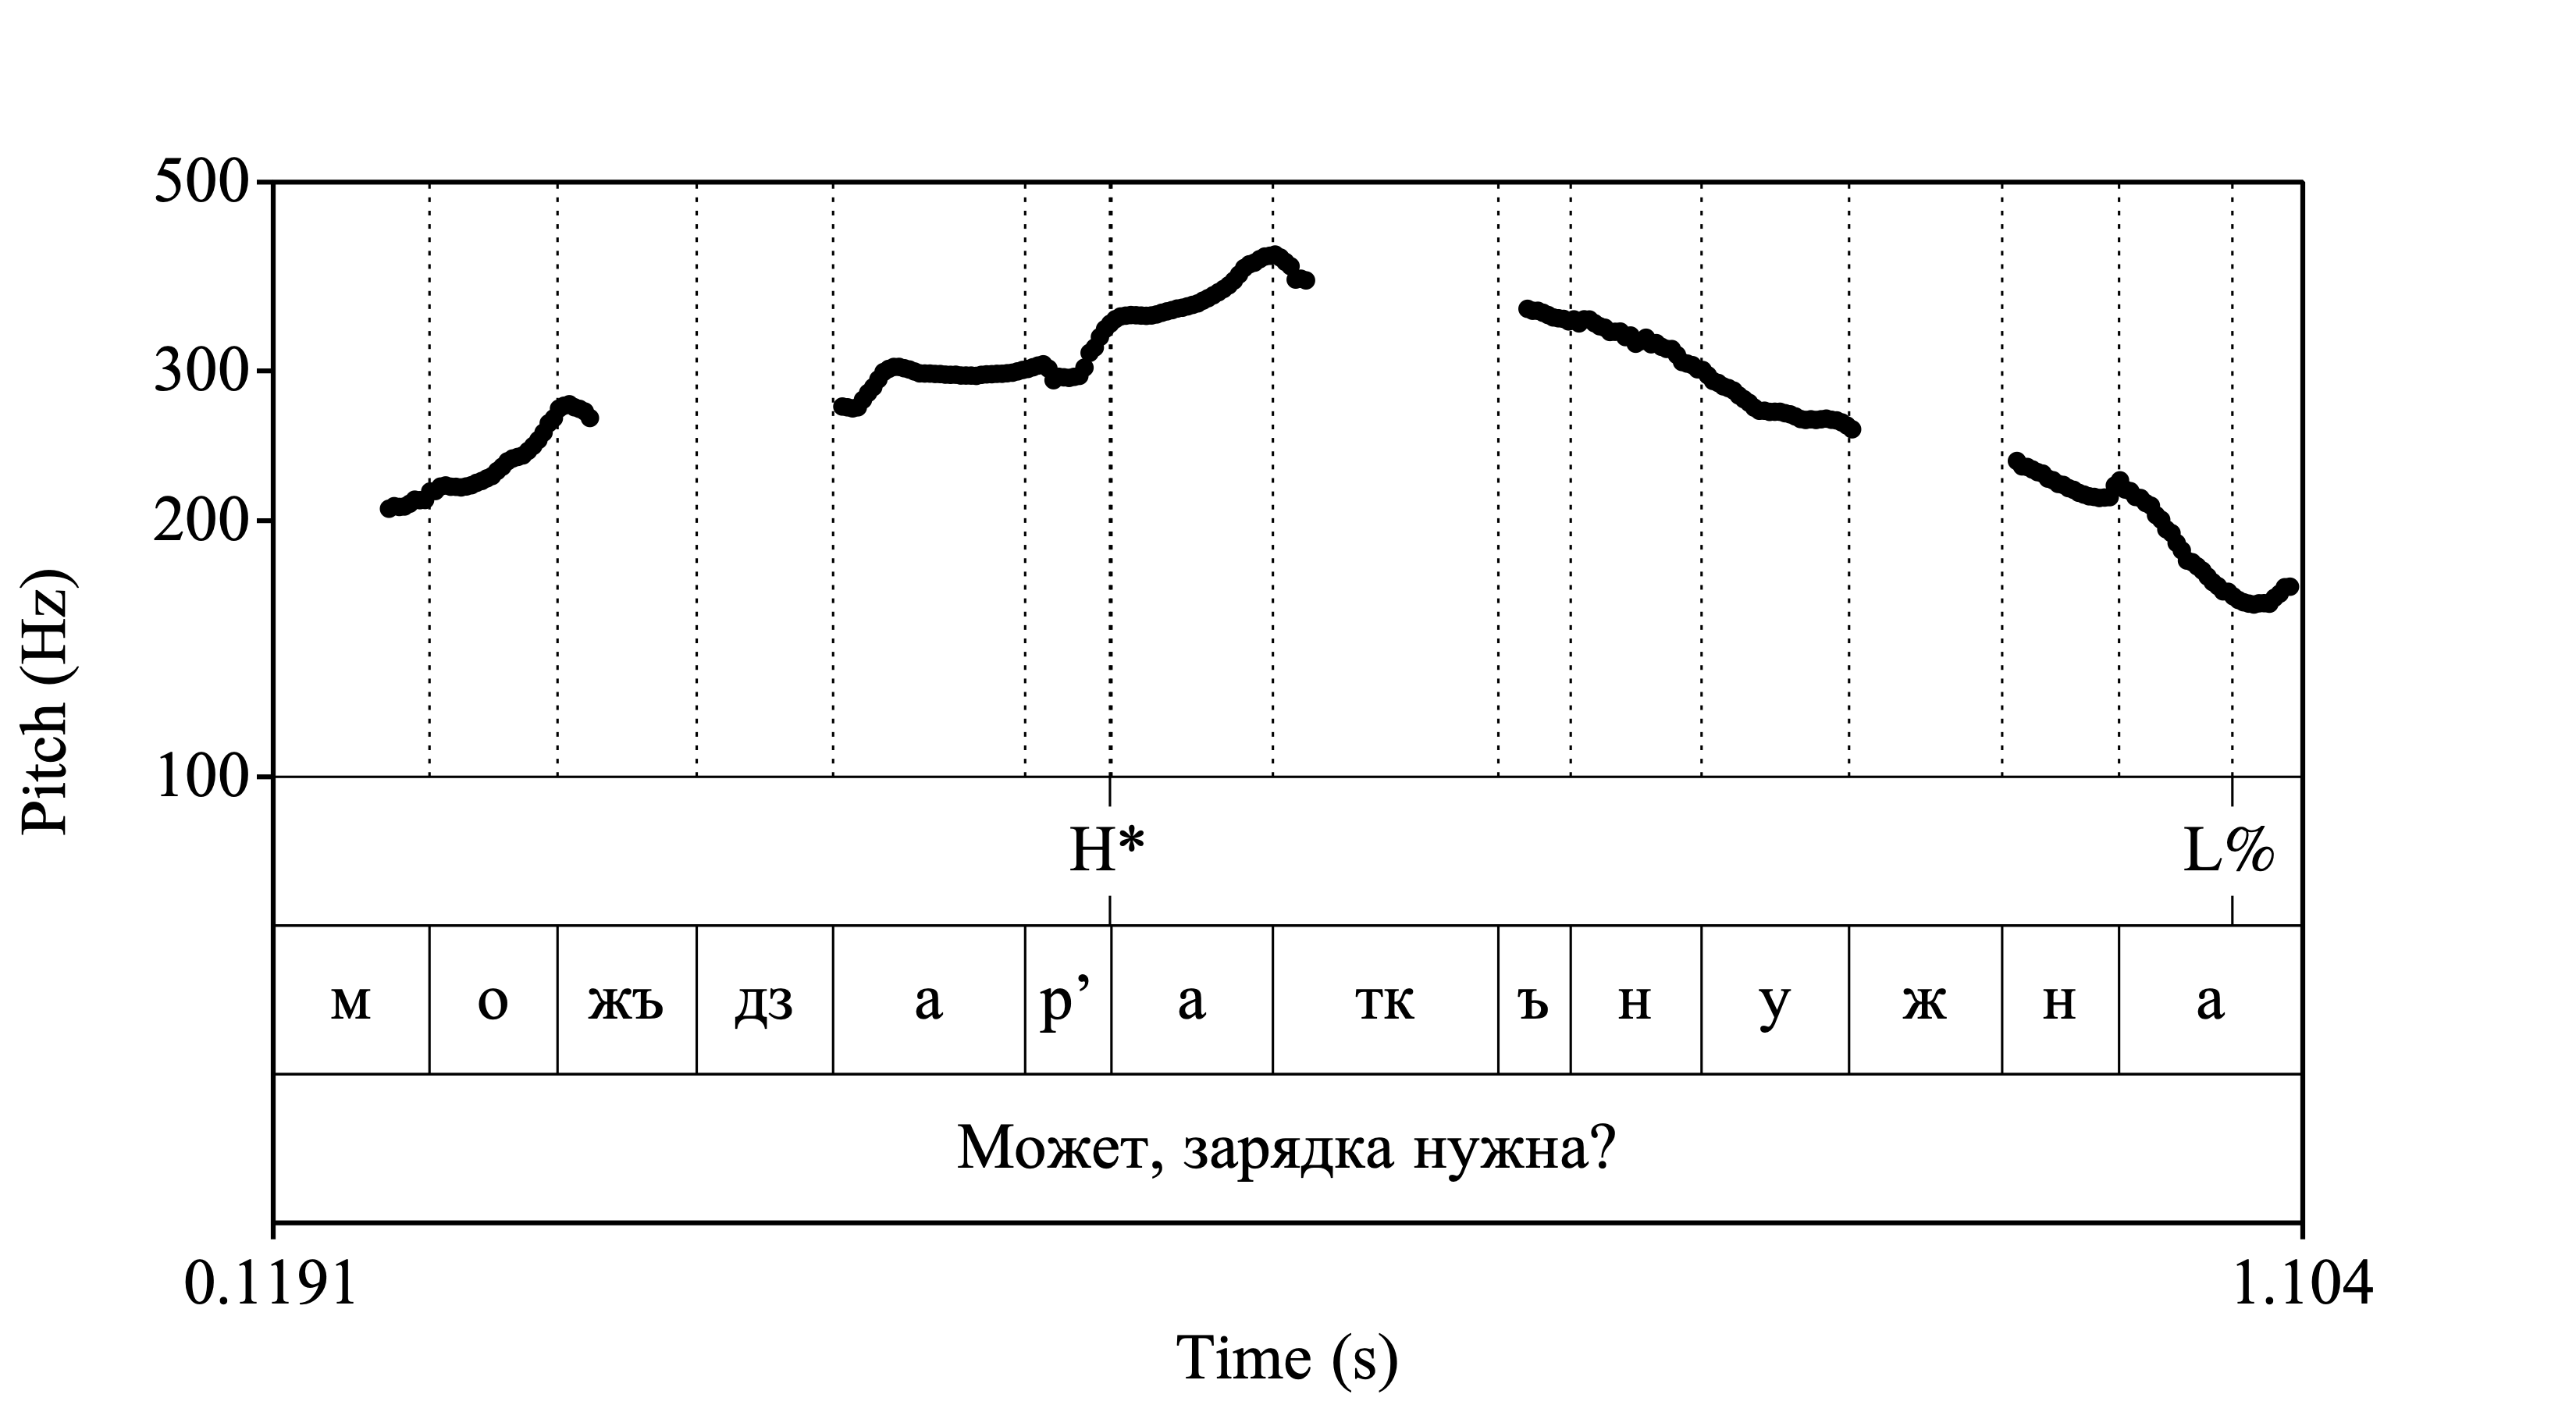 500
300
200
100
Pitch (Hz)
H* L%
м о жъ дз а р’ а тк ъ н у ж н а
Может, зарядка нужна?
0.1191 1.104
Time (s)